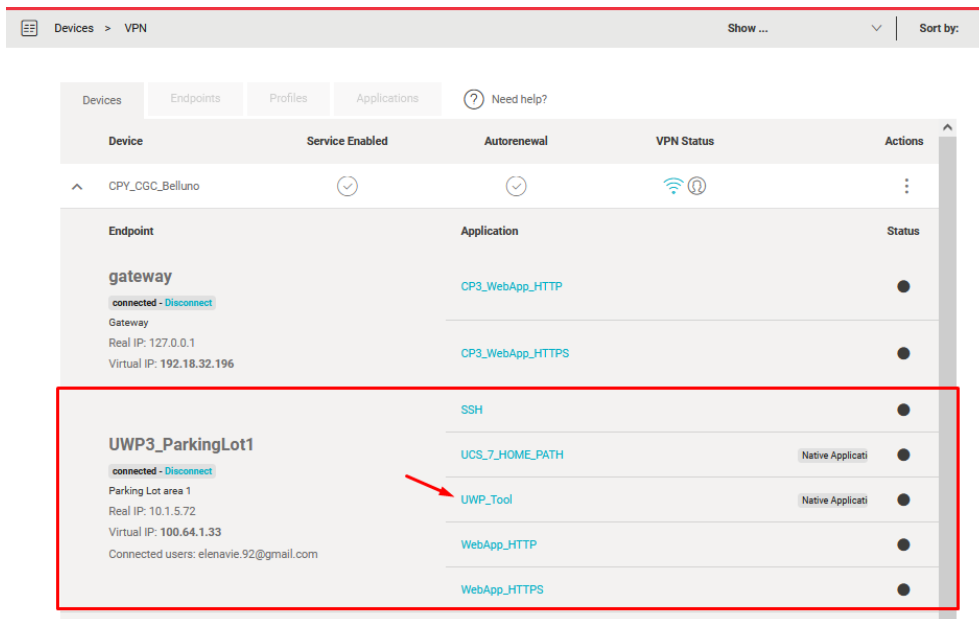 Devices > VPN
Show ...
Sort by:
Devices
Endpoints
Profiles
Applications
? Need help?
Device
Service Enabled
Autorenewal
VPN Status
Actions
CPY_CGC_Belluno
Endpoint
Application
Status
gateway
connected - Disconnect
Gateway
Real IP: 127.0.0.1
Virtual IP: 192.18.32.196
CP3_WebApp_HTTP
CP3_WebApp_HTTPS
UWP3_ParkingLot1
connected - Disconnect
Parking Lot area 1
Real IP: 10.1.5.72
Virtual IP: 100.64.1.33
Connected users: elenavie.92@gmail.com
SSH
UCS_7_HOME_PATH
Native Applicati
UWP_Tool
Native Applicati
WebApp_HTTP
WebApp_HTTPS